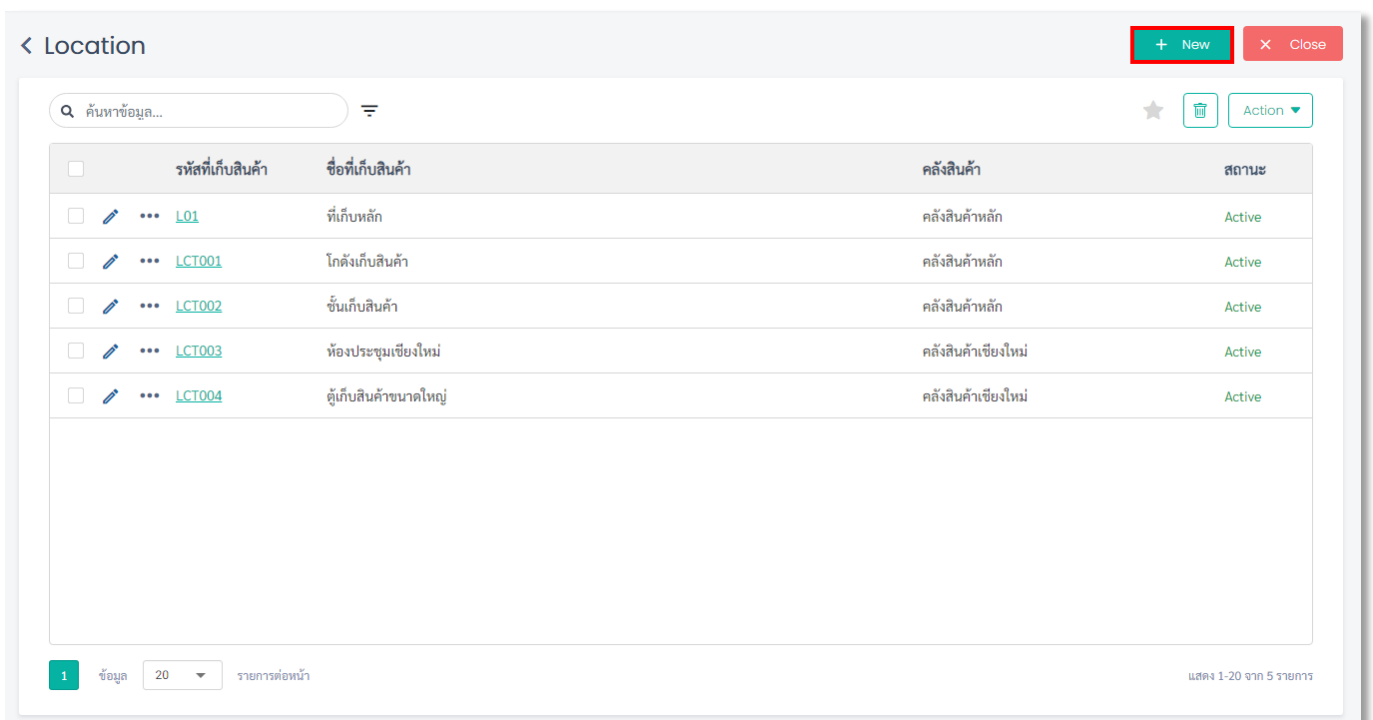 Location
+ New
× Close
ค้นหาข้อมูล...
Action
รหัสที่เก็บสินค้า ชื่อที่เก็บสินค้า คลังสินค้า สถานะ
L01 ที่เก็บหลัก คลังสินค้าหลัก Active
LCT001 โกดังเก็บสินค้า คลังสินค้าหลัก Active
LCT002 ชั้นเก็บสินค้า คลังสินค้าหลัก Active
LCT003 ห้องประชุมเชียงใหม่ คลังสินค้าเชียงใหม่ Active
LCT004 ตู้เก็บสินค้าขนาดใหญ่ คลังสินค้าเชียงใหม่ Active
1 ข้อมูล 20 รายการต่อหน้า แสดง 1-20 จาก 5 รายการ